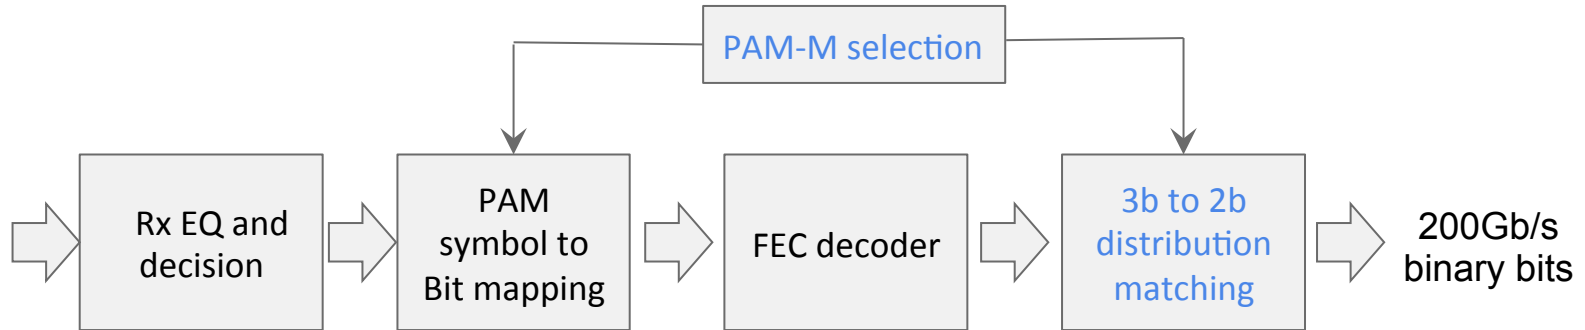 PAM-M selection
Rx EQ and
decision
PAM
symbol to
Bit mapping
FEC decoder
3b to 2b
distribution
matching
200Gb/s
binary bits